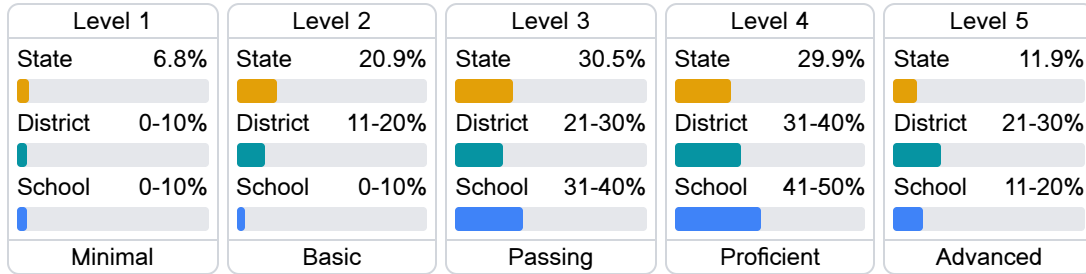 Level 1
State 6.8%
District 0-10%
School 0-10%
Minimal
Level 2
State 20.9%
District 11-20%
School 0-10%
Basic
Level 3
State 30.5%
District 21-30%
School 31-40%
Passing
Level 4
State 29.9%
District 31-40%
School 41-50%
Proficient
Level 5
State 11.9%
District 21-30%
School 11-20%
Advanced